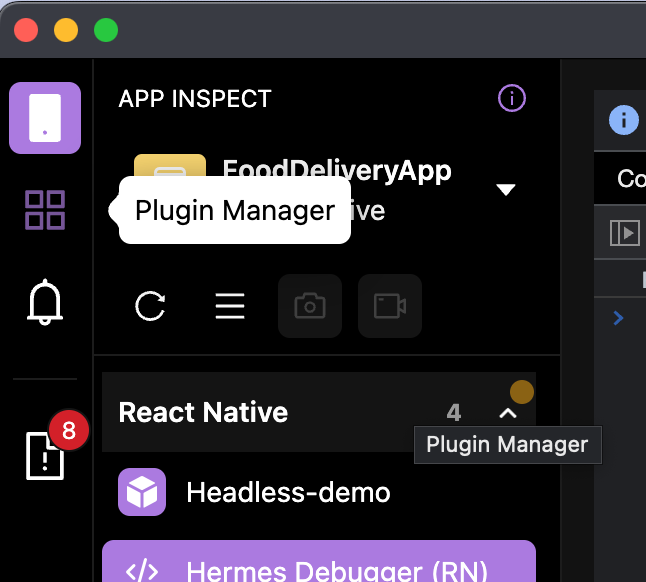 APP INSPECT
FoodDeliveryApp
Plugin Manager
ive
Co
React Native
4
8
Plugin Manager
Headless-demo
Hermes Debugger (RN)